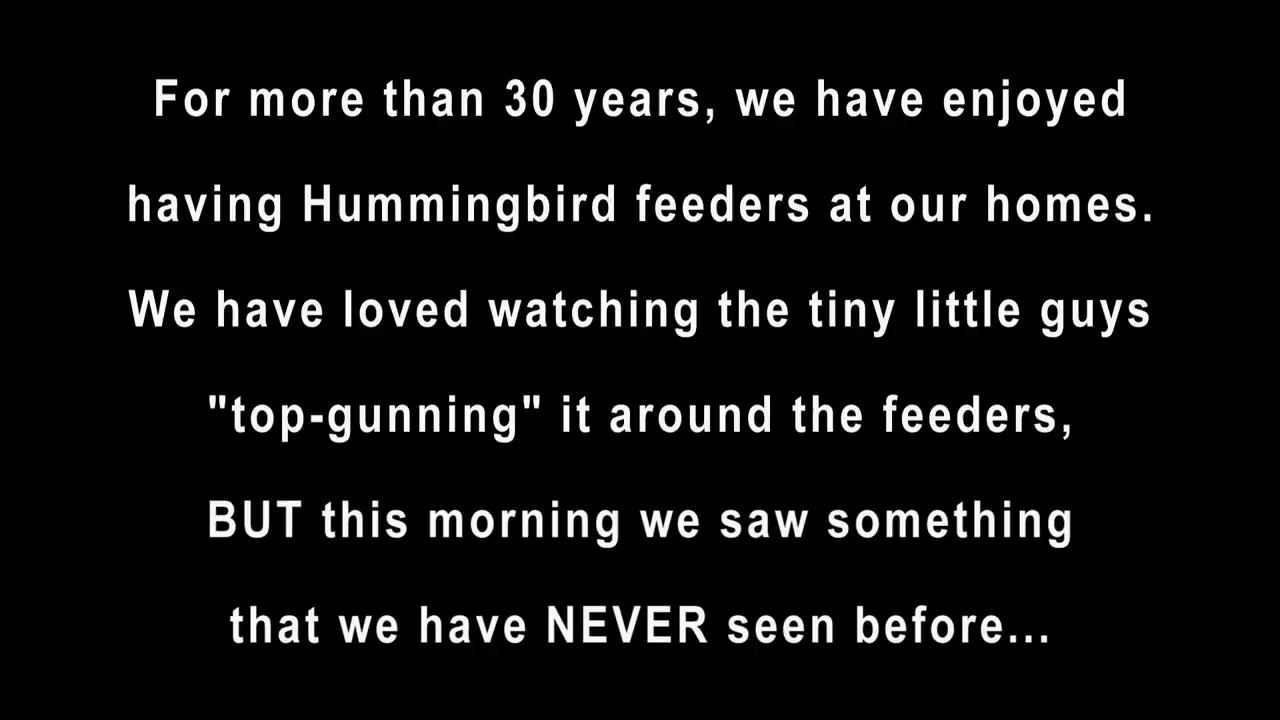 For more than 30 years, we have enjoyed
having Hummingbird feeders at our homes.
We have loved watching the tiny little guys
"top-gunning" it around the feeders,
BUT this morning we saw something
that we have NEVER seen before...